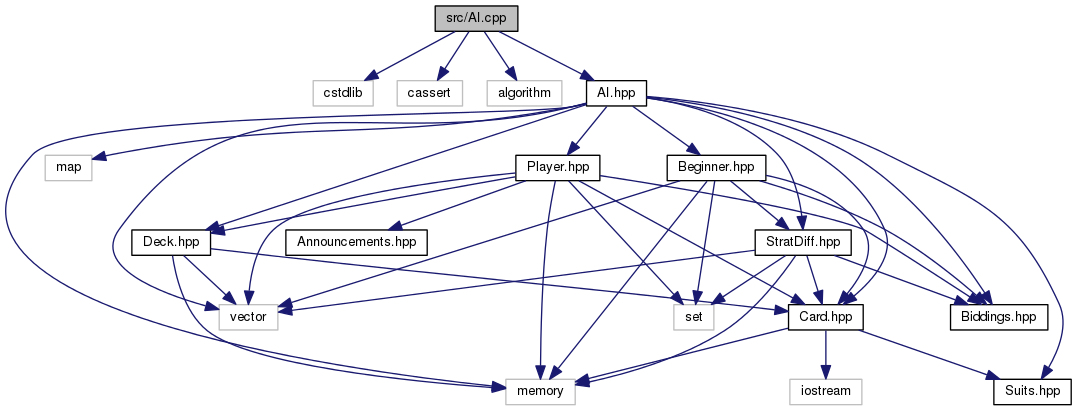 src/AI.cpp
cstdlib
cassert
algorithm
AI.hpp
map
Player.hpp
Beginner.hpp
Deck.hpp
Announcements.hpp
StratDiff.hpp
vector
set
Card.hpp
Biddings.hpp
memory
iostream
Suits.hpp